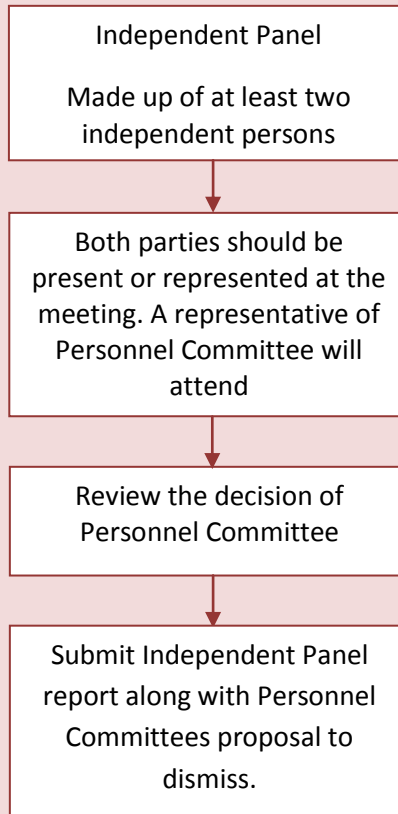 Independent Panel
Made up of at least two
independent persons
Both parties should be
present or represented at the
meeting. A representative of
Personnel Committee will
attend
Review the decision of
Personnel Committee
Submit Independent Panel
report along with Personnel
Committees proposal to
dismiss.